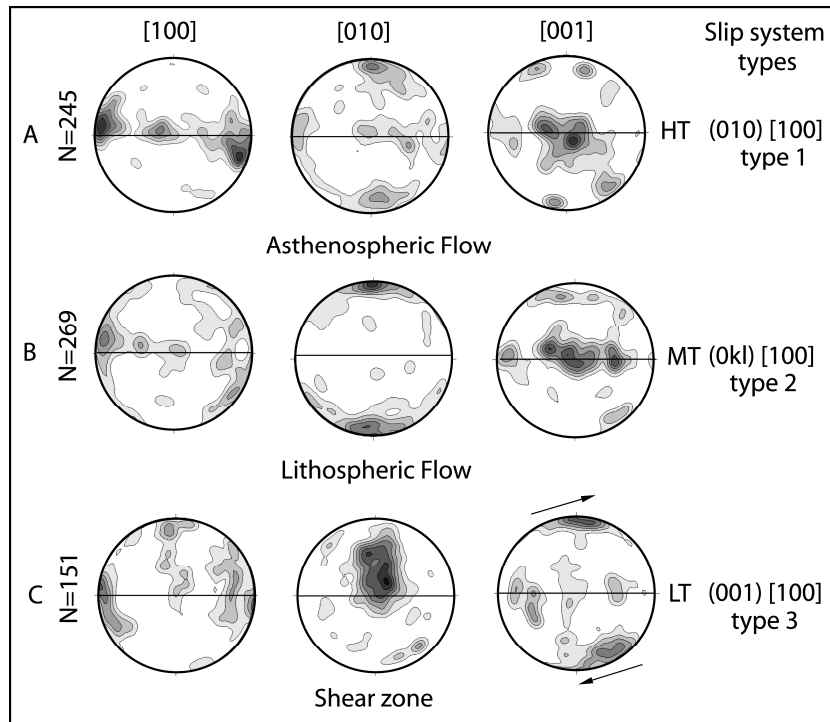 [100] [010] [001] Slip system
types
A N=245 HT (010) [100]
type 1
Asthenospheric Flow
B N=269 MT (0kl) [100]
type 2
Lithospheric Flow
C N=151 LT (001) [100]
type 3
Shear zone